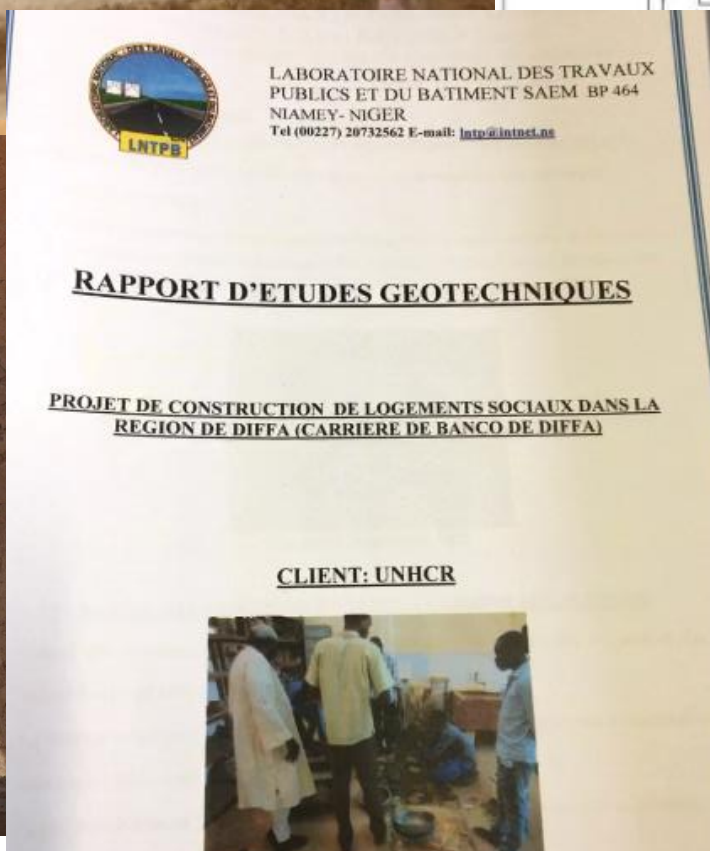 LNTPB
LABORATOIRE NATIONAL DES TRAVAUX
PUBLICS ET DU BATIMENT SAEM BP 464
NIAMEY- NIGER
Tel (00227) 20732562 E-mail: lntp@intnet.ne
RAPPORT D'ETUDES GEOTECHNIQUES
PROJET DE CONSTRUCTION DE LOGEMENTS SOCIAUX DANS LA
REGION DE DIFFA (CARRIERE DE BANCO DE DIFFA)
CLIENT: UNHCR